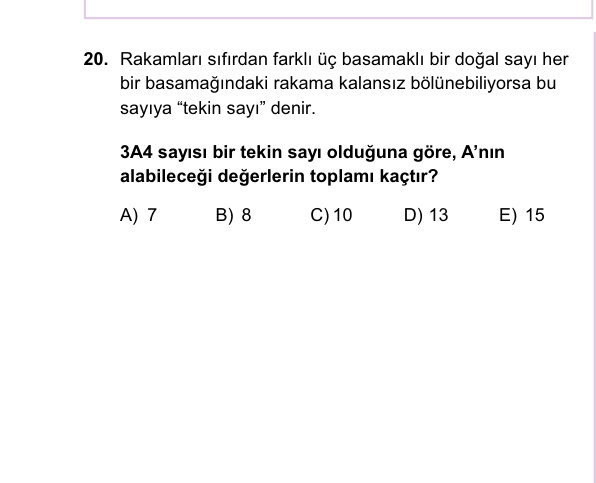 20. Rakamları sıfırdan farklı üç basamaklı bir doğal sayı her
bir basamağındaki rakama kalansız bölünebiliyorsa bu
sayıya “tekin sayı” denir.
3A4 sayısı bir tekin sayı olduğuna göre, A’nın
alabileceği değerlerin toplamı kaçtır?
A) 7 B) 8 C) 10 D) 13 E) 15